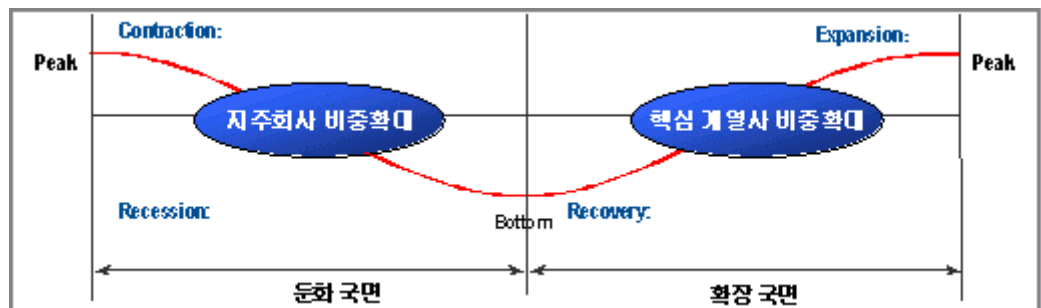 Contraction:
Expansion:
Peak
Peak
지주회사 비중확대
핵심 계열사 비중확대
Recession:
Recovery:
Bottom
둔화 국면
확장 국면